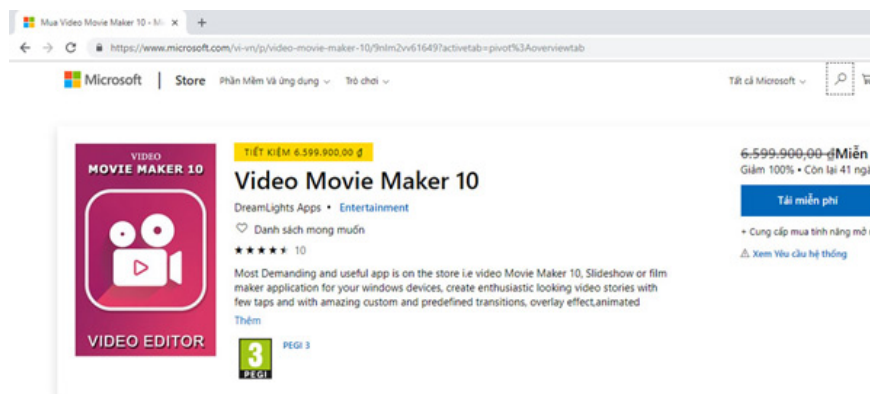 Mua Video Movie Maker 10 - Mi
https://www.microsoft.com/vi-vn/p/video-movie-maker-10/9nlm2vv61649?activetab=pivot%3Aoverviewtab
Microsoft | Store Phần Mềm Và ứng dụng Trò chơi Tất cả Microsoft
VIDEO
MOVIE MAKER 10
VIDEO EDITOR
TIẾT KIỆM 6.599.900,00 ₫
Video Movie Maker 10
DreamLights Apps • Entertainment
Danh sách mong muốn
10
Most Demanding and useful app is on the store i.e video Movie Maker 10, Slideshow or film
maker application for your windows devices, create enthusiastic looking video stories with
few taps and with amazing custom and predefined transitions, overlay effect,animated
Thêm
3
PEGI
PEGI 3
6.599.900,00 ₫Miễn
Giảm 100% • Còn lại 41 ngà
Tải miễn phí
+ Cung cấp mua tính năng mở
Xem Yêu cầu hệ thống